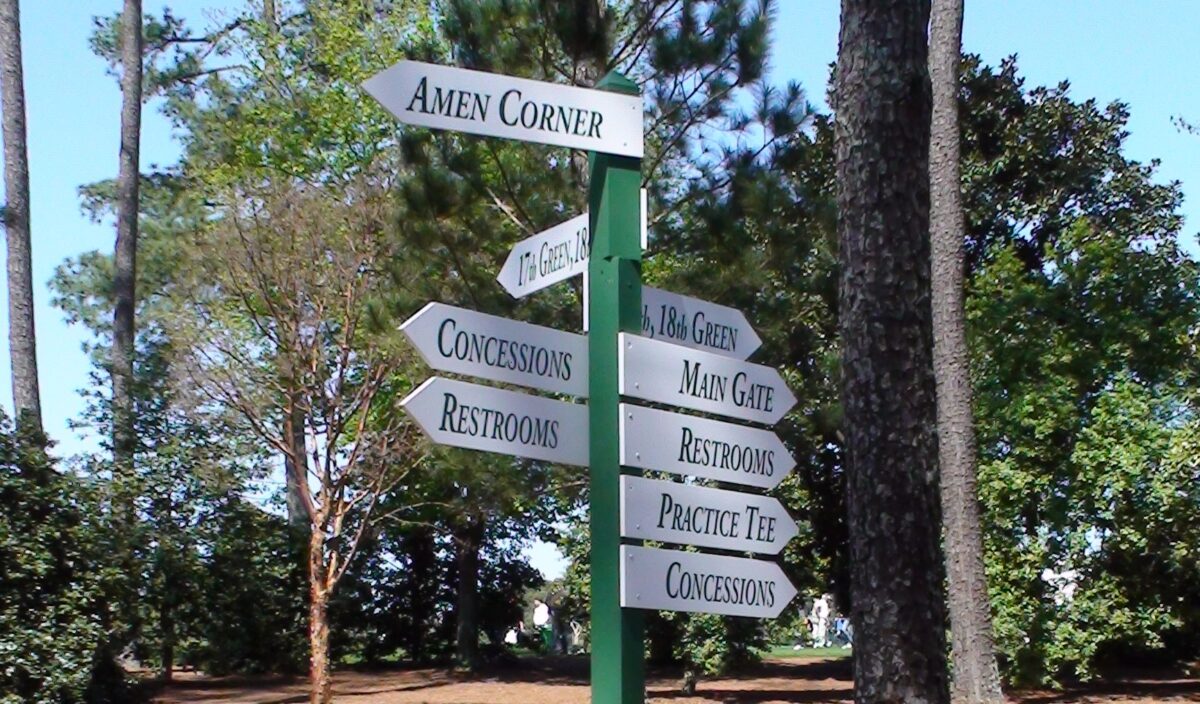 AMEN CORNER
17th GREEN, 18
, 18th GREEN
CONCESSIONS
MAIN GATE
RESTROOMS
RESTROOMS
PRACTICE TEE
CONCESSIONS